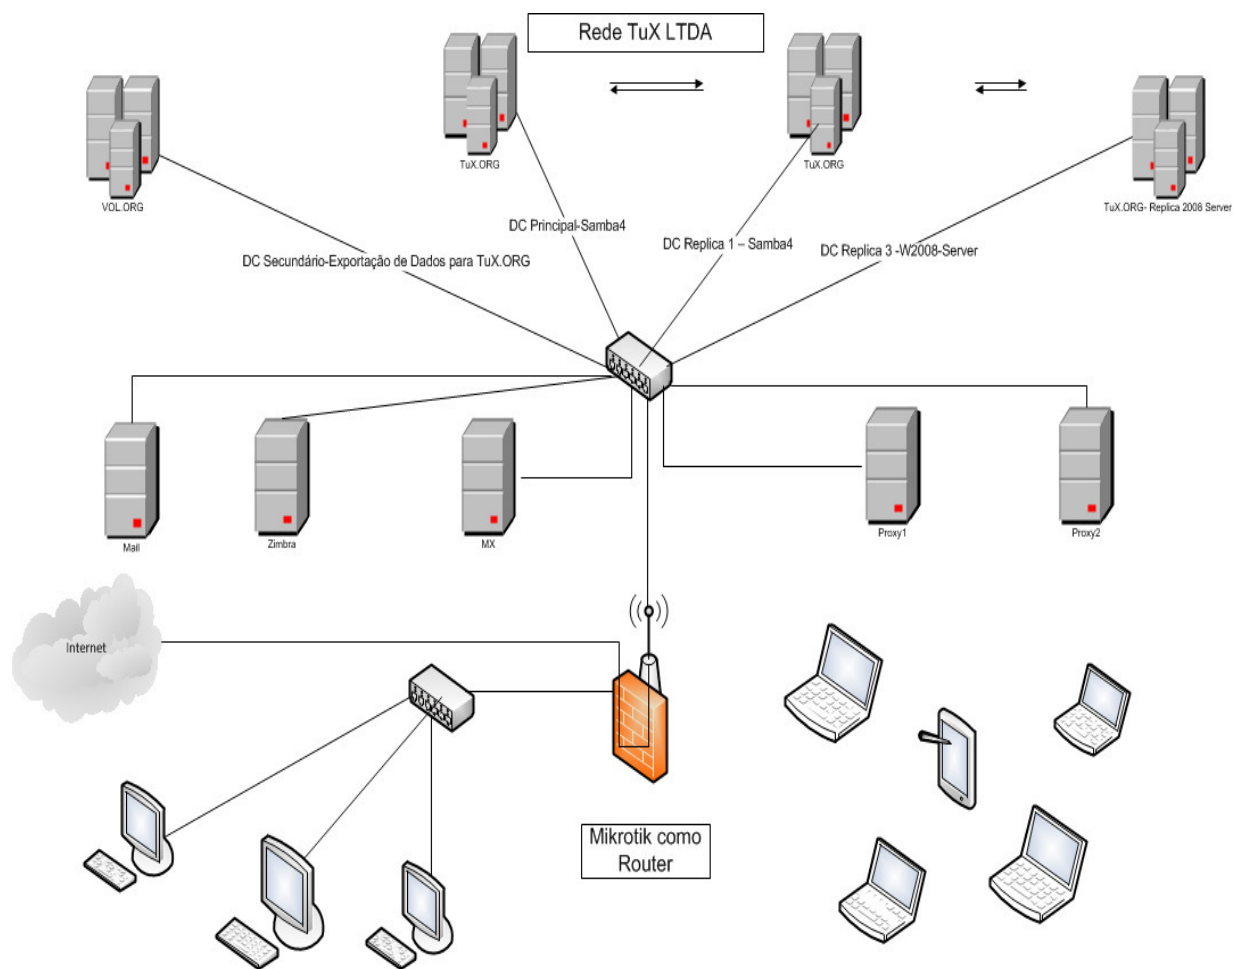 Rede TuX LTDA
VOL.ORG
TuX.ORG
TuX.ORG
TuX.ORG- Replica 2008 Server
DC Principal-Samba4
DC Replica 1 – Samba4
DC Replica 3 -W2008-Server
DC Secundário-Exportação de Dados para TuX.ORG
Mail
Zimbra
MX
Proxy1
Proxy2
Internet
Mikrotik como
Router